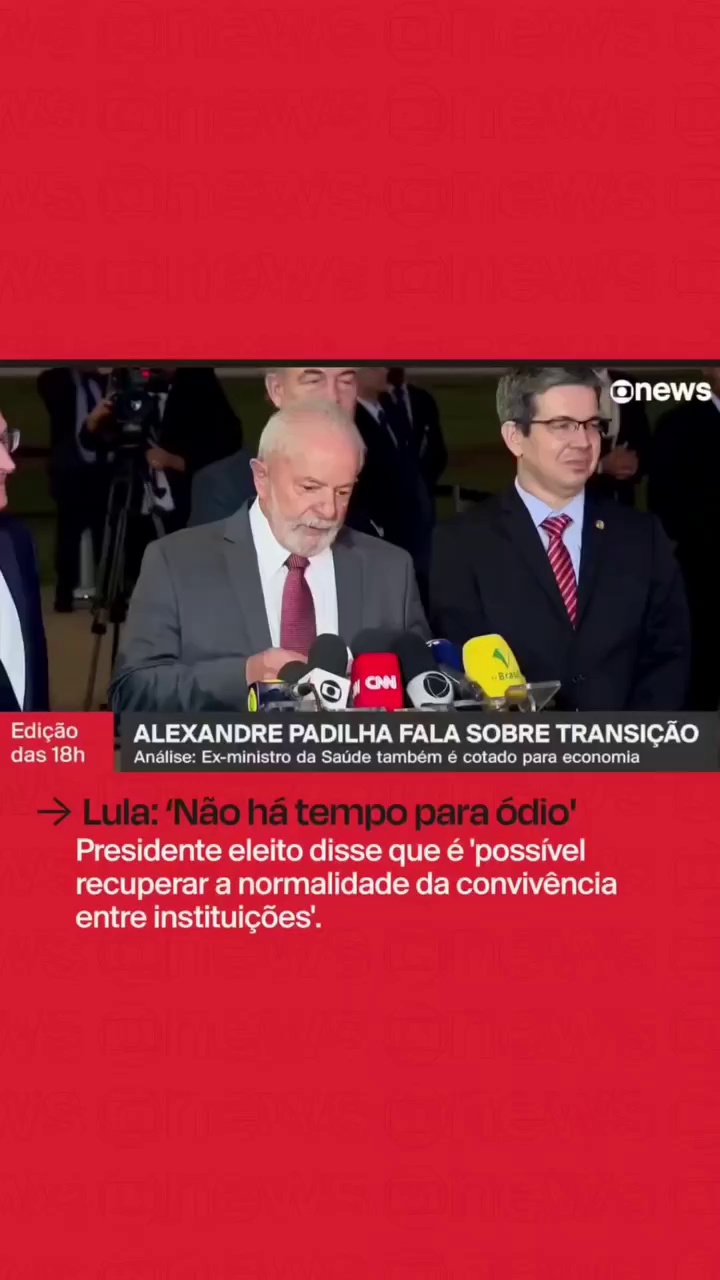 news
CNN
Brasil
Edição
das 18h
ALEXANDRE PADILHA FALA SOBRE TRANSIÇÃO
Análise: Ex-ministro da Saúde também é cotado para economia
→ Lula: ‘Não há tempo para ódio'
Presidente eleito disse que é 'possível
recuperar a normalidade da convivência
entre instituições'.